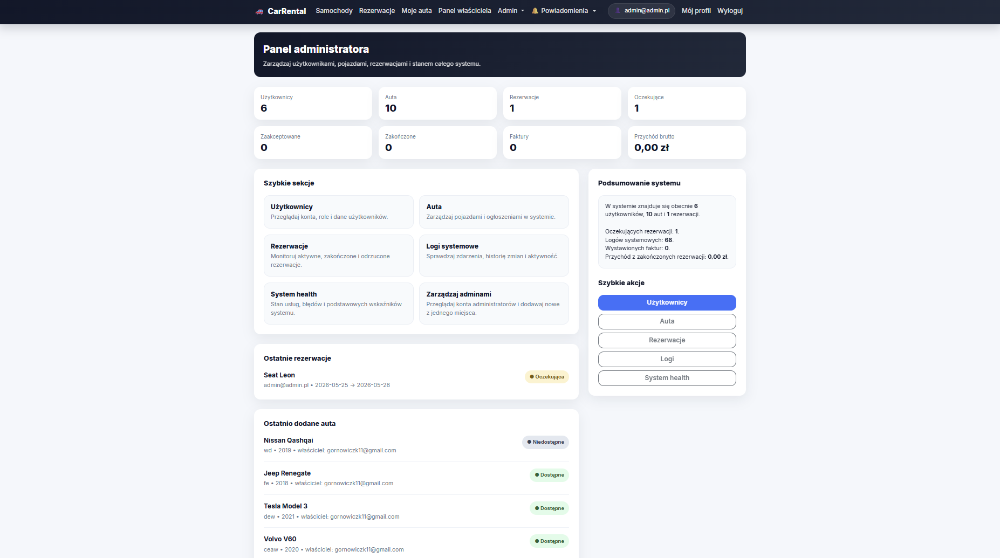 CarRental Samochody Rezerwacje Moje auta Panel właściciela Admin Powiadomienia admin@admin.pl Mój profil Wyloguj
Panel administratora
Zarządzaj użytkownikami, pojazdami, rezerwacjami i stanem całego systemu.
Użytkownicy
6
Auta
10
Rezerwacje
1
Oczekujące
1
Zaakceptowane
0
Zakończone
0
Faktury
0
Przychód brutto
0,00 zł
Szybkie sekcje
Użytkownicy
Przeglądaj konta, role i dane użytkowników.
Auta
Zarządzaj pojazdami i ogłoszeniami w systemie.
Rezerwacje
Monitoruj aktywne, zakończone i odrzucone
rezerwacje.
Logi systemowe
Sprawdzaj zdarzenia, historię zmian i aktywność.
System health
Stan usług, błędów i podstawowych wskaźników
systemu.
Zarządzaj adminami
Przeglądaj konta administratorów i dodawaj nowe
z jednego miejsca.
Ostatnie rezerwacje
Seat Leon
admin@admin.pl • 2026-05-25 → 2026-05-28
● Oczekująca
Ostatnio dodane auta
Nissan Qashqai
wd • 2019 • właściciel: gornowiczk11@gmail.com
● Niedostępne
Jeep Renegate
fe • 2018 • właściciel: gornowiczk11@gmail.com
● Dostępne
Tesla Model 3
dew • 2021 • właściciel: gornowiczk11@gmail.com
● Dostępne
Volvo V60
ceaw • 2020 • właściciel: gornowiczk11@gmail.com
● Dostępne
Podsumowanie systemu
W systemie znajduje się obecnie 6
użytkowników, 10 aut i 1 rezerwacji.
Oczekujących rezerwacji: 1.
Logów systemowych: 68.
Wystawionych faktur: 0.
Przychód z zakończonych rezerwacji: 0,00 zł.
Szybkie akcje
Użytkownicy
Auta
Rezerwacje
Logi
System health